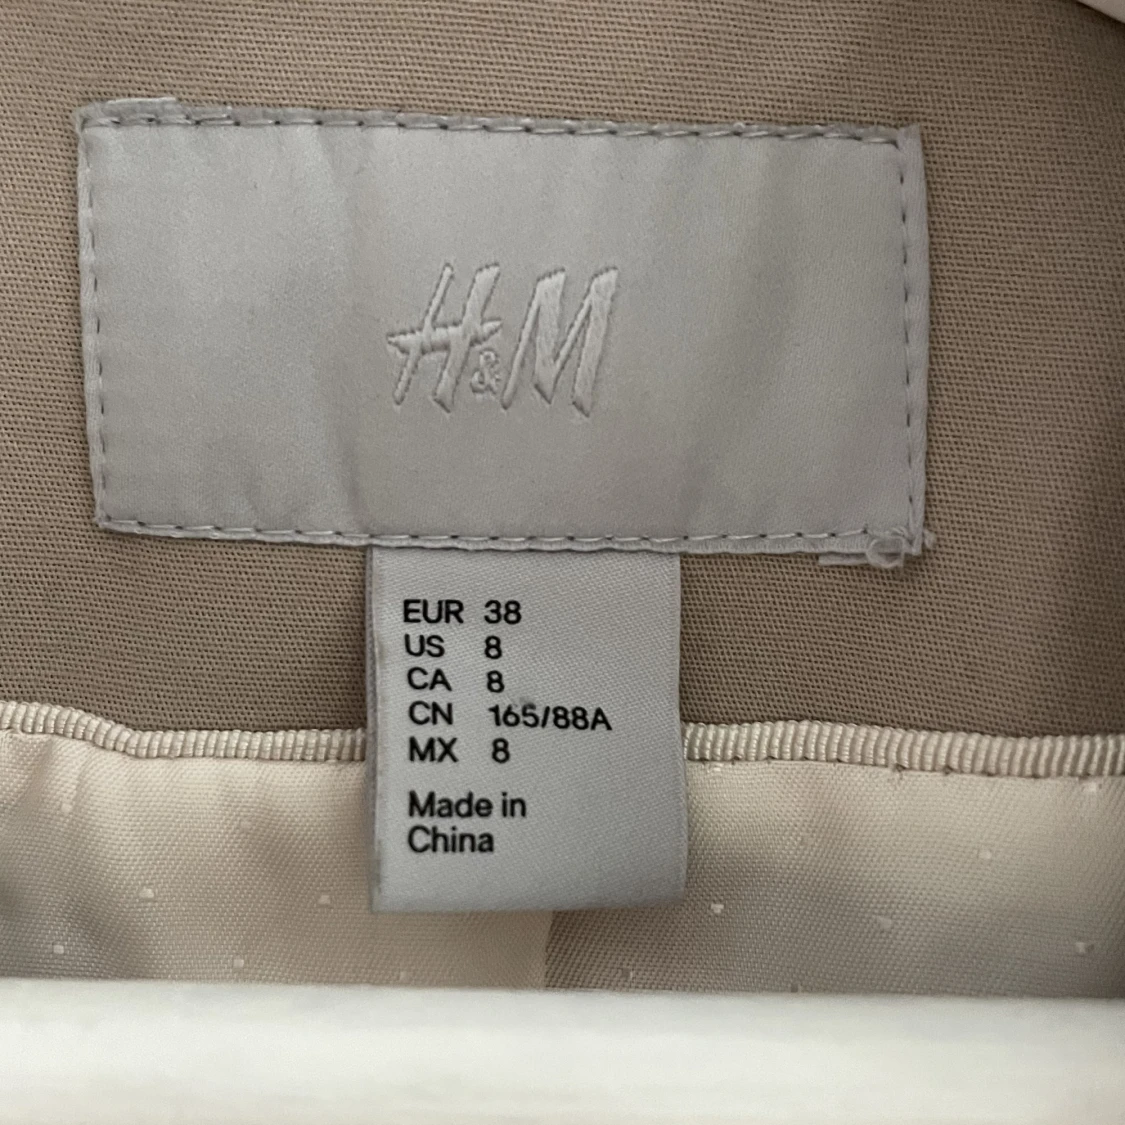 H&M
EUR 38
US 8
CA 8
CN 165/88A
MX 8
Made in
China